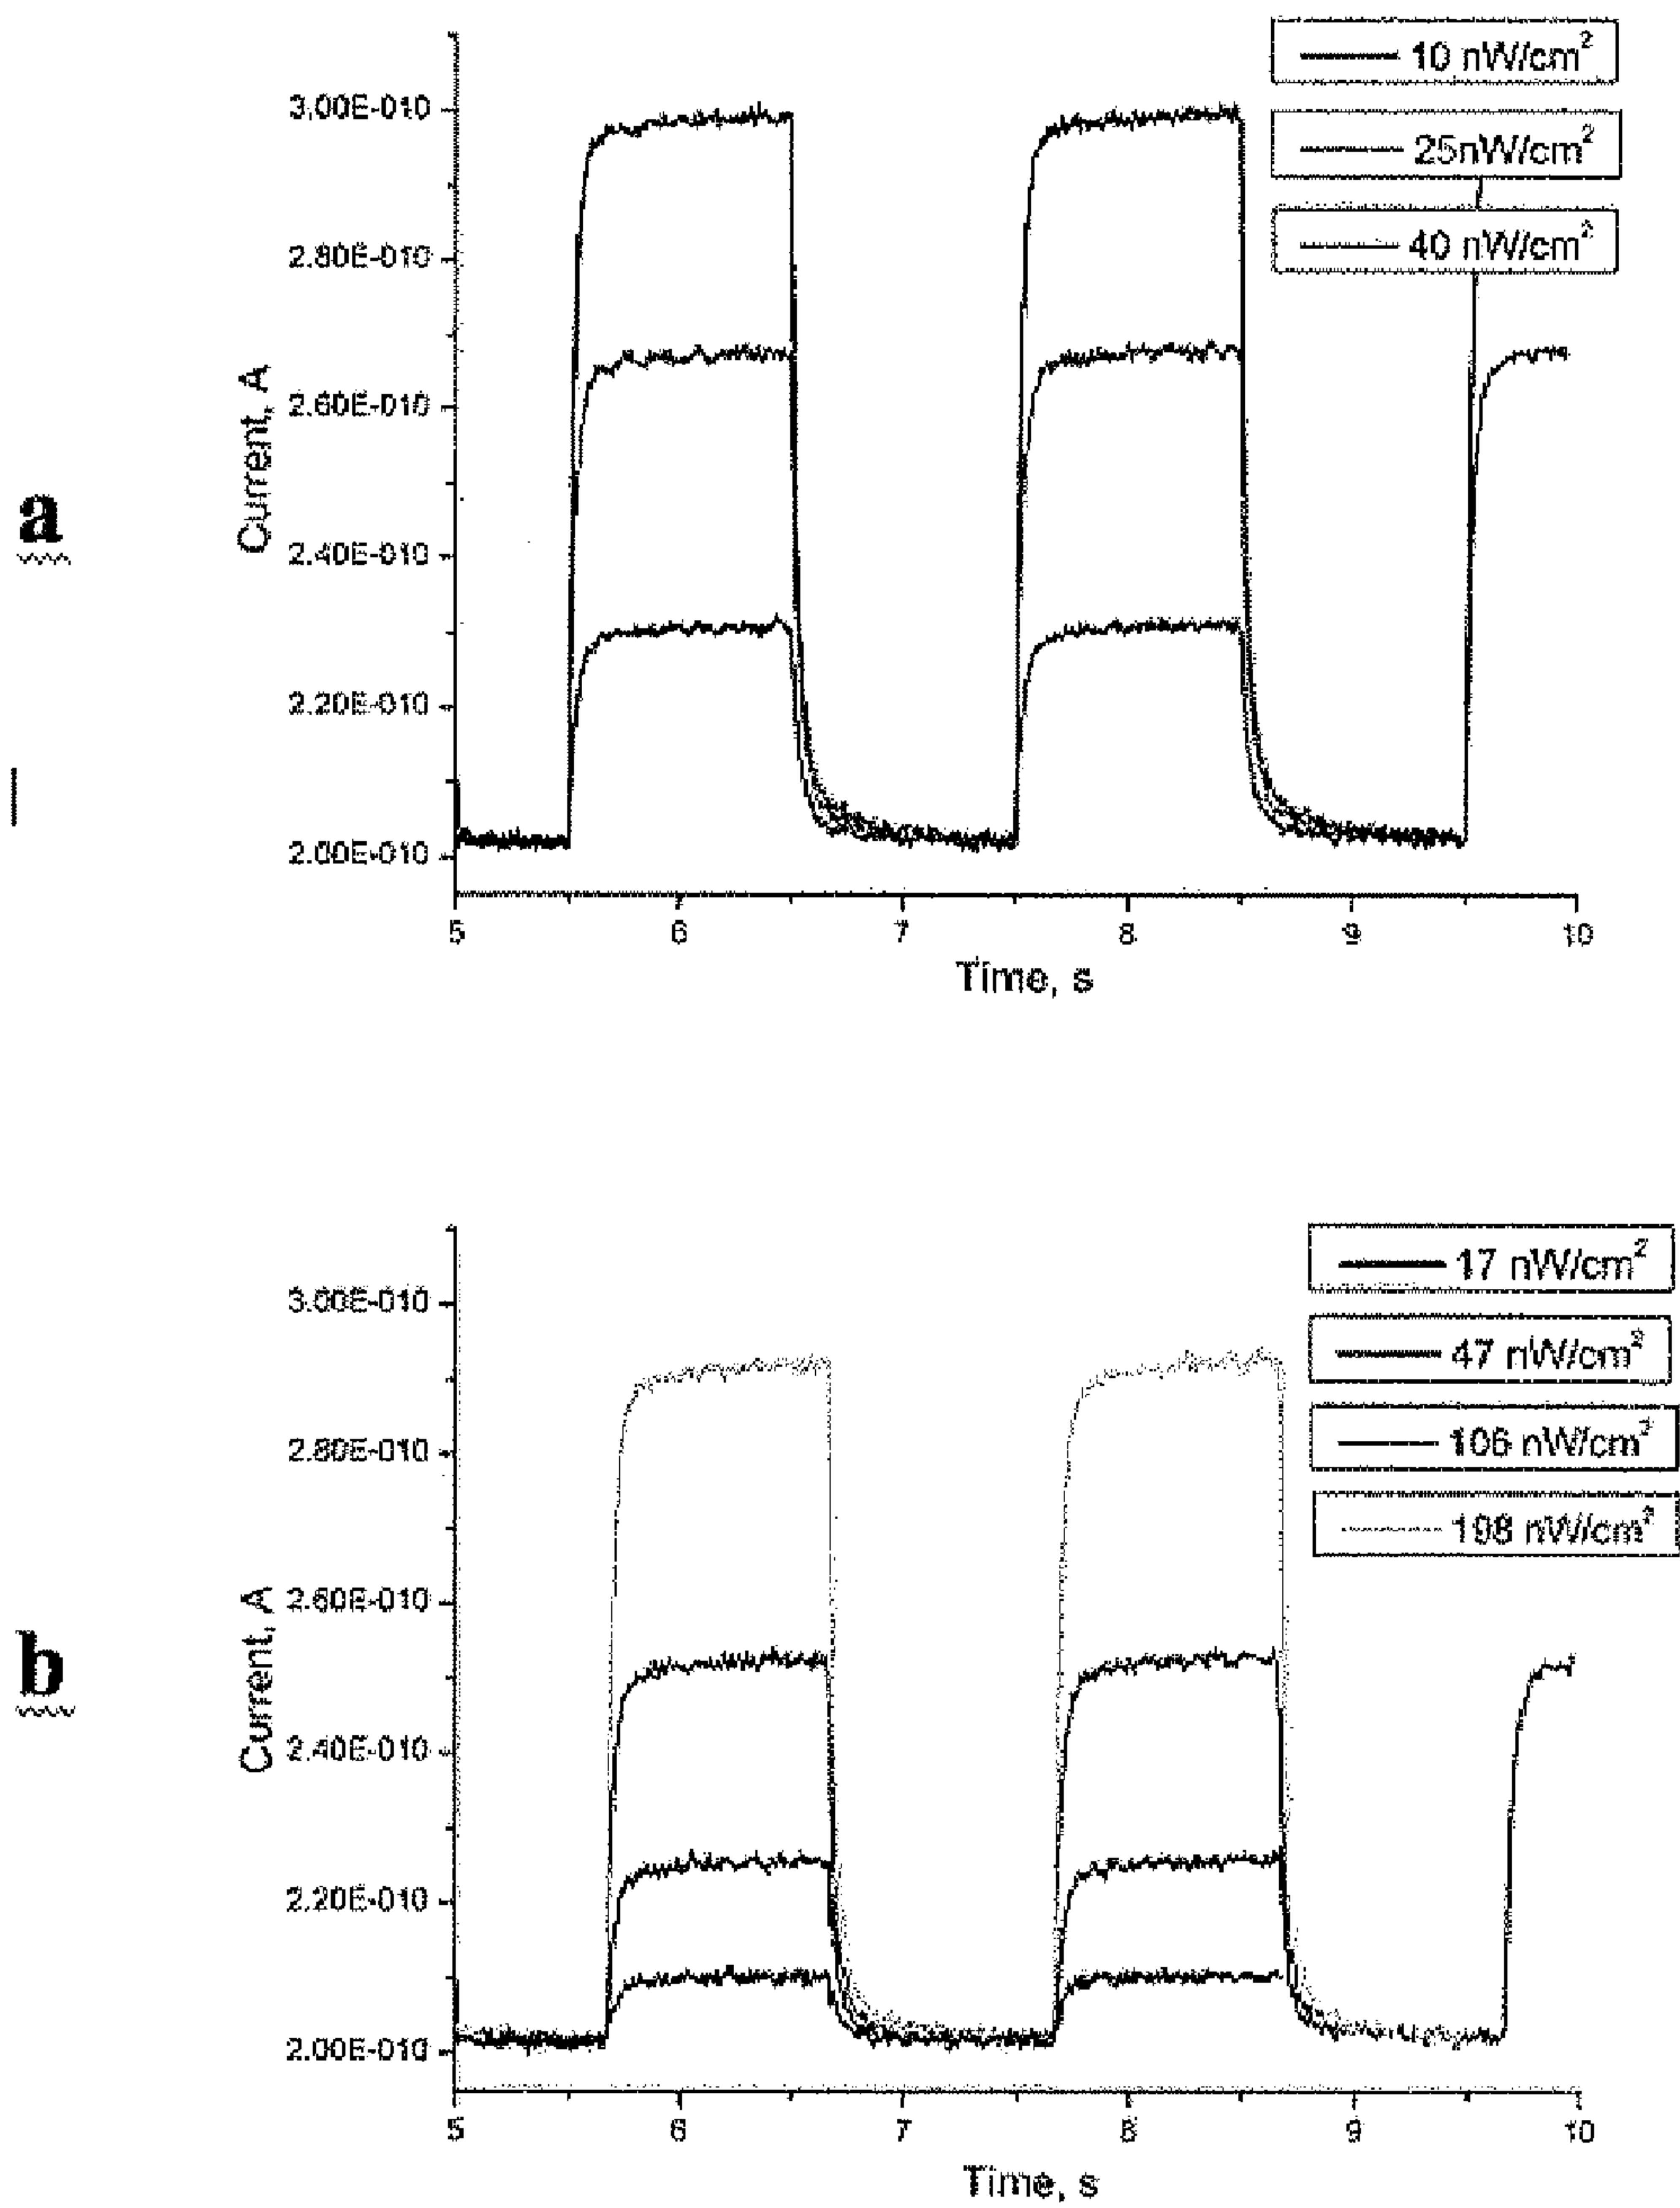 10 nW/cm²
25nW/cm²
40 nW/cm²
3.00E-010
2.80E-010
2.60E-010
2.40E-010
2.20E-010
2.00E-010
Current, A
a
5 6 7 8 9 10
Time, s
17 nW/cm²
47 nW/cm²
106 nW/cm²
198 nW/cm²
3.00E-010
2.80E-010
2.60E-010
2.40E-010
2.20E-010
2.00E-010
Current, A
b
5 6 7 8 9 10
Time, s